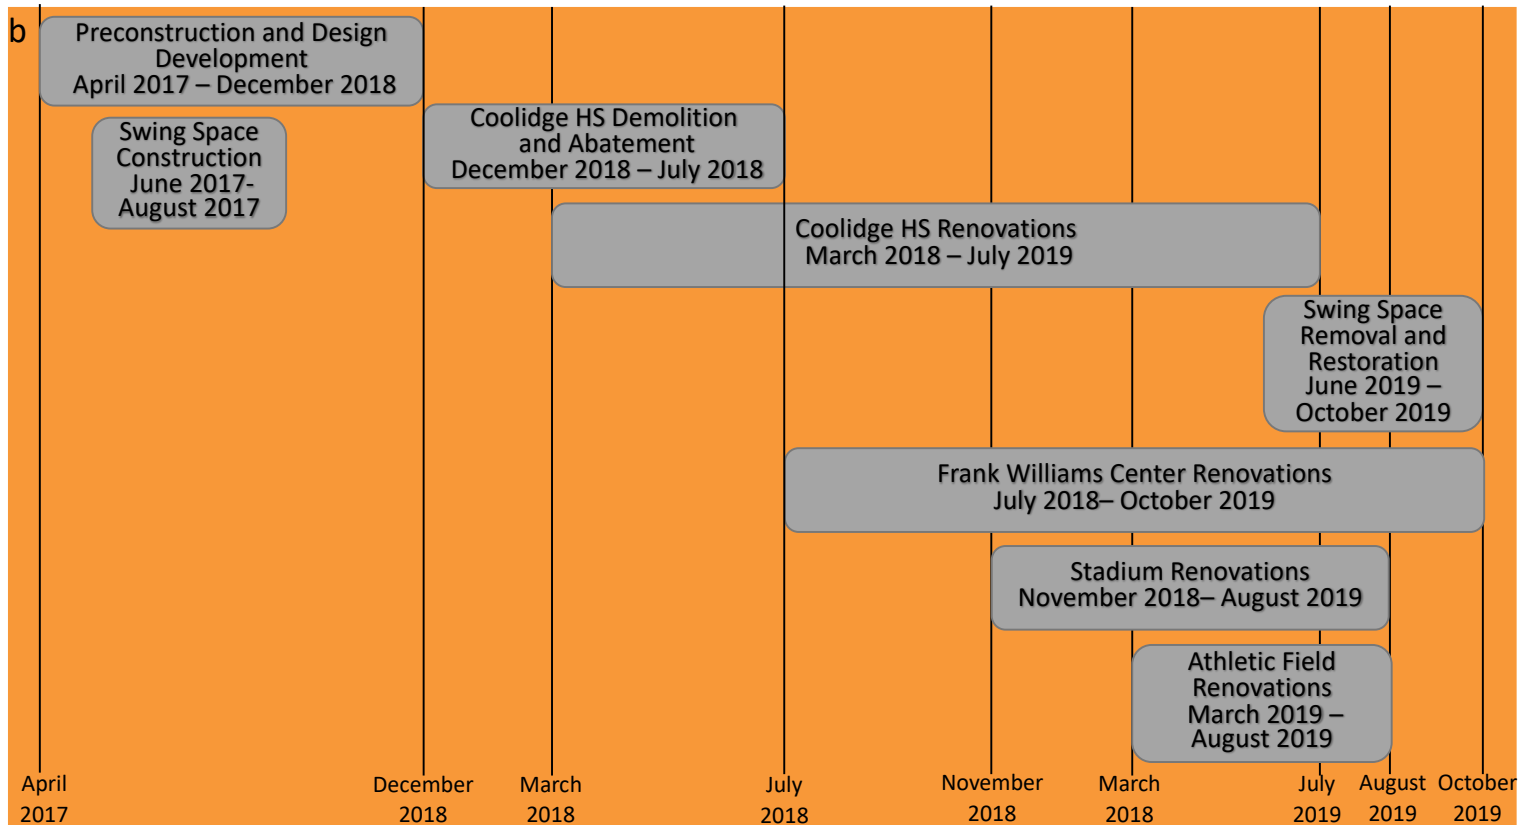 b
Preconstruction and Design
Development
April 2017 – December 2018
Swing Space
Construction
June 2017-
August 2017
Coolidge HS Demolition
and Abatement
December 2018 – July 2018
Coolidge HS Renovations
March 2018 – July 2019
Swing Space
Removal and
Restoration
June 2019 –
October 2019
Frank Williams Center Renovations
July 2018– October 2019
Stadium Renovations
November 2018– August 2019
Athletic Field
Renovations
March 2019 –
August 2019
April
2017
December
2018
March
2018
July
2018
November
2018
March
2018
July
2019
August
2019
October
2019